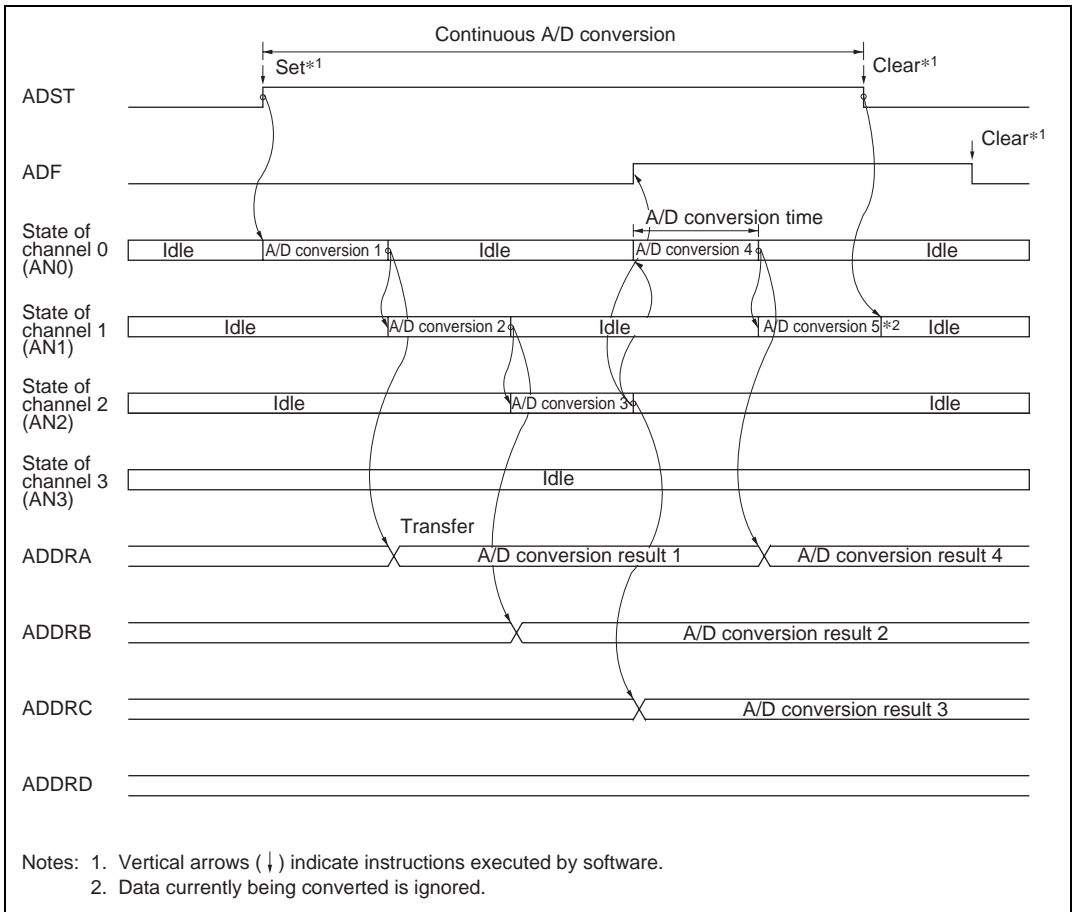 Continuous A/D conversion
Set*1
Clear*1
ADST
Clear*1
ADF
A/D conversion time
State of
channel 0
(AN0)
Idle
A/D conversion 1
Idle
A/D conversion 4
Idle
State of
channel 1
(AN1)
Idle
A/D conversion 2
Idle
A/D conversion 5
*2
Idle
State of
channel 2
(AN2)
Idle
A/D conversion 3
Idle
State of
channel 3
(AN3)
Idle
Transfer
ADDRA
A/D conversion result 1
A/D conversion result 4
ADDRB
A/D conversion result 2
ADDRC
A/D conversion result 3
ADDRD
Notes: 1. Vertical arrows (↓) indicate instructions executed by software.
2. Data currently being converted is ignored.